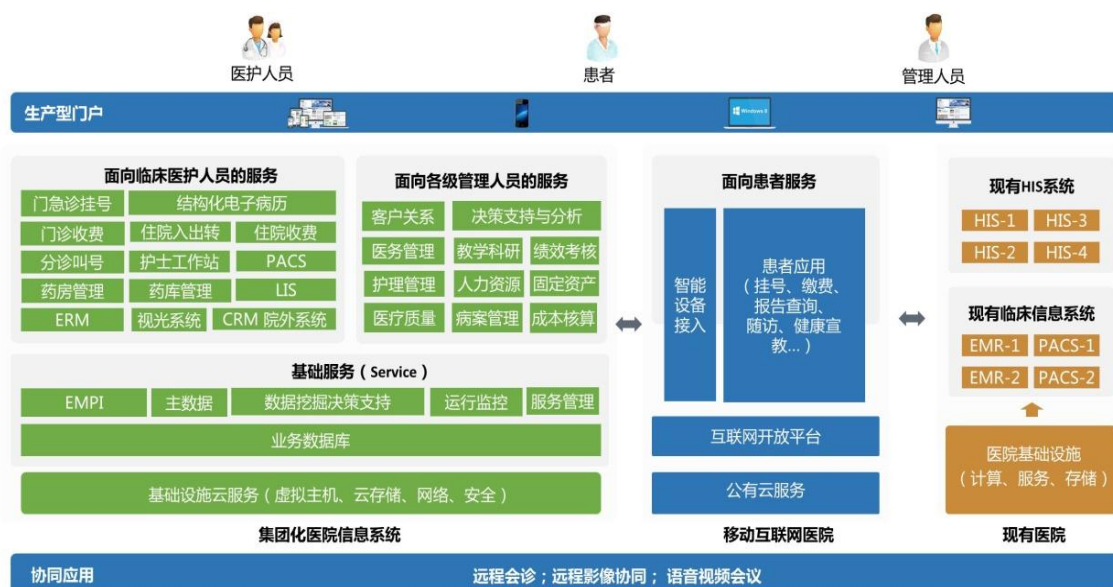 医护人员
患者
管理人员
生产型门户
Windows 8
面向临床医护人员的服务
门急诊挂号
结构化电子病历
门诊收费
住院入出转
住院收费
分诊叫号
护士工作站
PACS
药房管理
药库管理
LIS
ERM
视光系统
CRM 院外系统
面向各级管理人员的服务
客户关系
决策支持与分析
医务管理
教学科研
绩效考核
护理管理
人力资源
固定资产
医疗质量
病案管理
成本核算
基础服务（Service）
EMPI
主数据
数据挖掘决策支持
运行监控
服务管理
业务数据库
基础设施云服务（虚拟主机、云存储、网络、安全）
集团化医院信息系统
面向患者服务
智能
设备
接入
患者应用
（挂号、缴费、
报告查询、
随访、健康宣
教...）
互联网开放平台
公有云服务
移动互联网医院
现有HIS系统
HIS-1
HIS-3
HIS-2
HIS-4
现有临床信息系统
EMR-1
PACS-1
EMR-2
PACS-2
医院基础设施
（计算、服务、存储）
现有医院
协同应用
远程会诊；远程影像协同； 语音视频会议